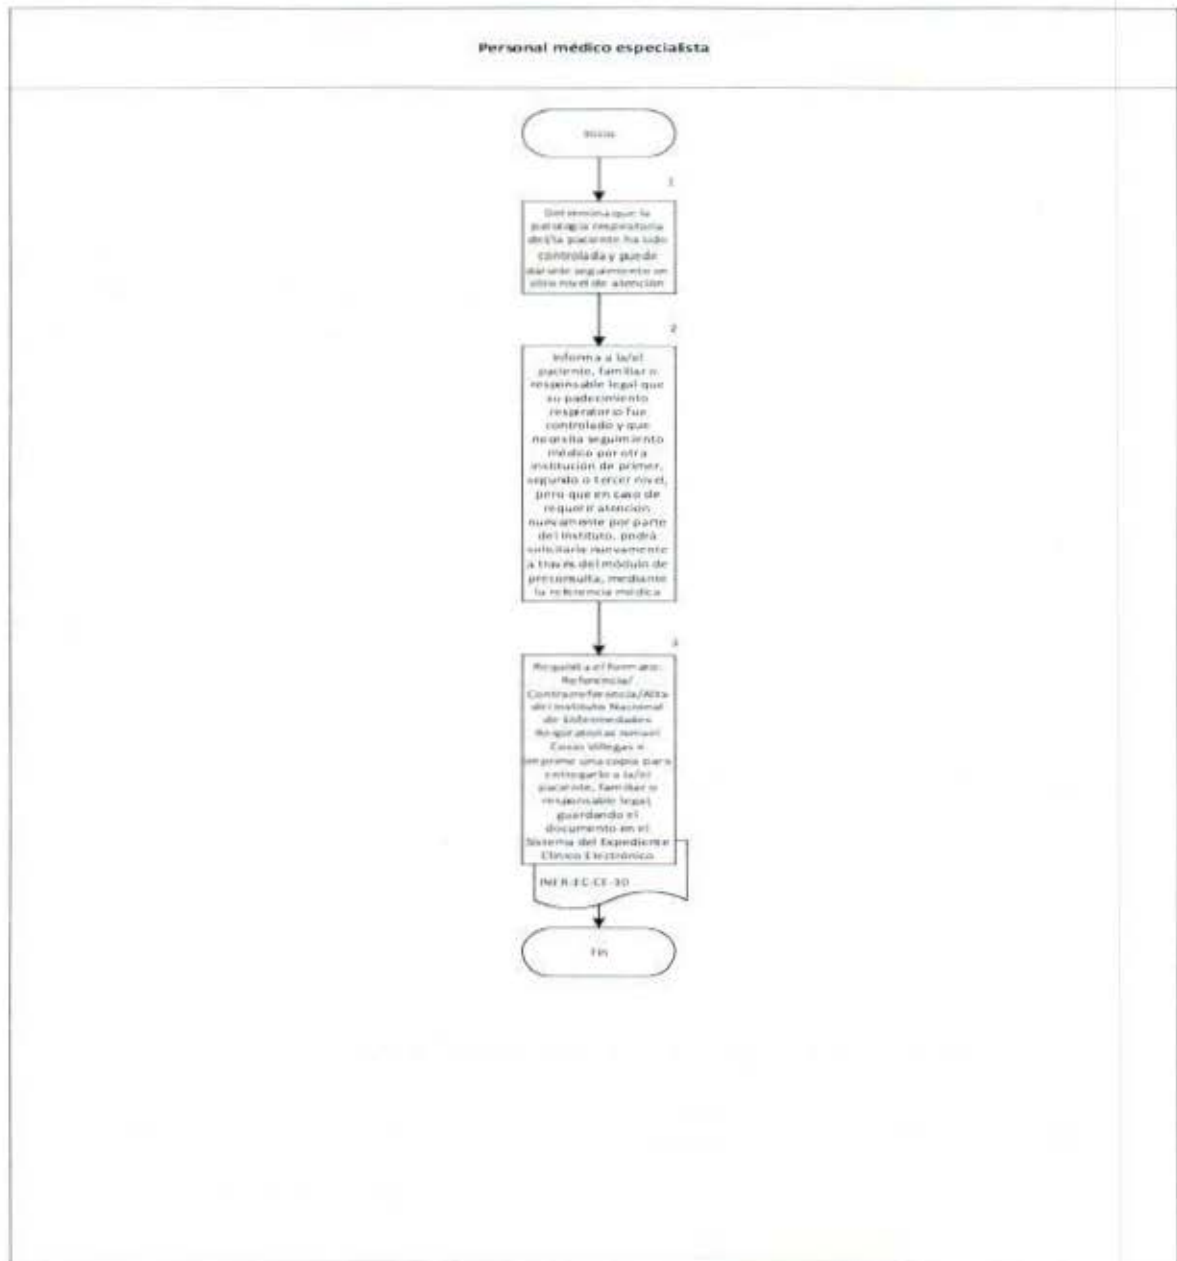 Personal médico especialista
Inicio
1
Determina que la
patología respiratoria
del/la paciente ha sido
controlada y puede
darsele seguimiento en
otro nivel de atención
2
Informa a la/el
paciente, familiar o
responsable legal que
su padecimiento
respiratorio fue
controlado y que
necesita seguimiento
médico por otra
institución de primer,
segundo o tercer nivel,
pero que en caso de
requerir atención
nuevamente por parte
del Instituto, podrá
solicitarla nuevamente
a través del módulo de
preconsulta, mediante
la referencia médica
3
Requisita el formato:
Referencia/
Contrarreferencia/Alta
del Instituto Nacional
de Enfermedades
Respiratorias Ismael
Cosío Villegas e
imprime una copia para
entregarlo a la/el
paciente, familiar o
responsable legal,
guardando el
documento en el
Sistema del Expediente
Clínico Electrónico
INER-EC-CE-30
Fin